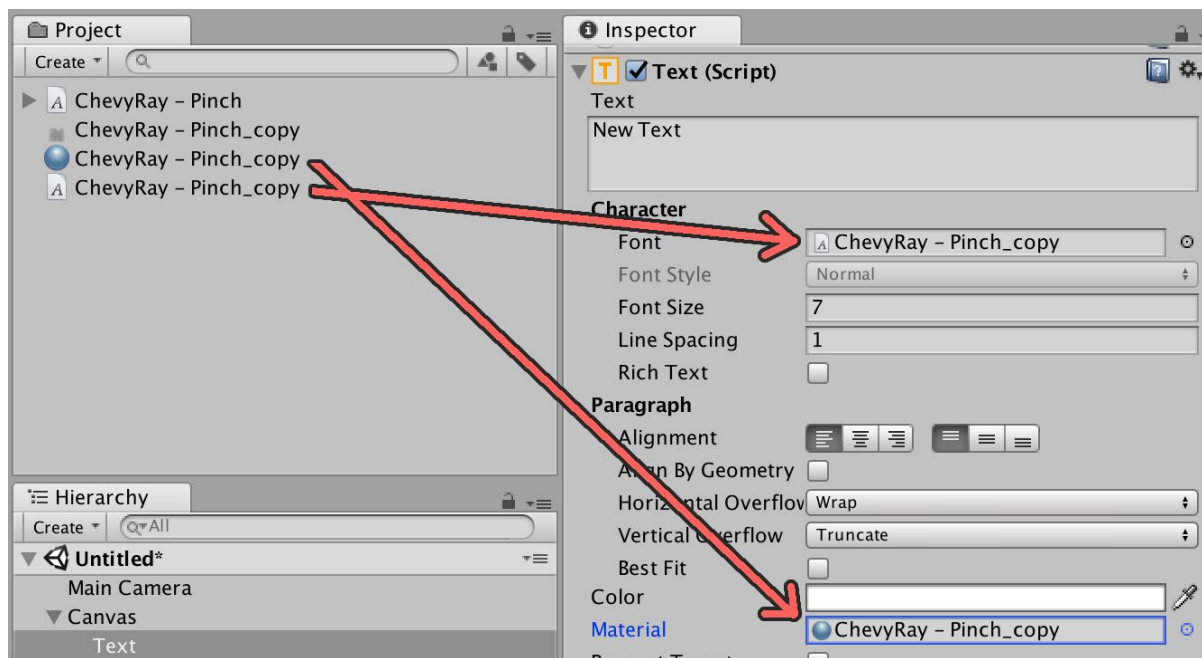 Project
Create
ChevyRay – Pinch
ChevyRay – Pinch_copy
ChevyRay – Pinch_copy
ChevyRay – Pinch_copy
Hierarchy
Create
All
Untitled*
Main Camera
Canvas
Text
Inspector
Text (Script)
Text
New Text
Character
Font ChevyRay – Pinch_copy
Font Style Normal
Font Size 7
Line Spacing 1
Rich Text
Paragraph
Alignment
Align By Geometry
Horizontal Overflow Wrap
Vertical Overflow Truncate
Best Fit
Color
Material ChevyRay – Pinch_copy